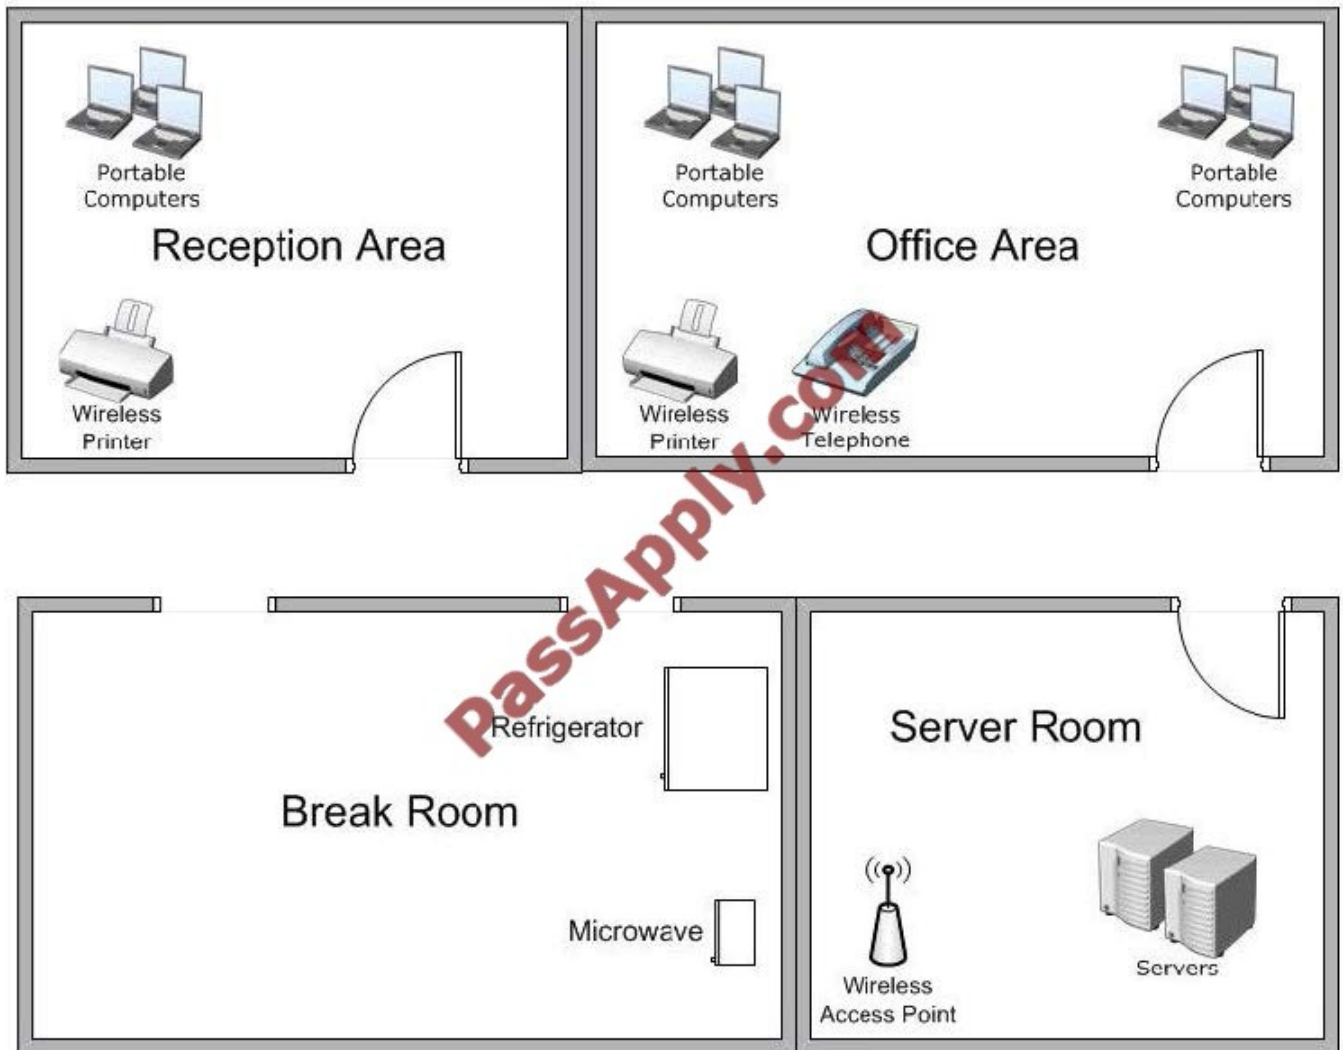 Portable
Computers
Reception Area
Wireless
Printer
Portable
Computers
Portable
Computers
Office Area
Wireless
Printer
Wireless
Telephone
PassApply.com
Refrigerator
Break Room
Microwave
Server Room
Wireless
Access Point
Servers